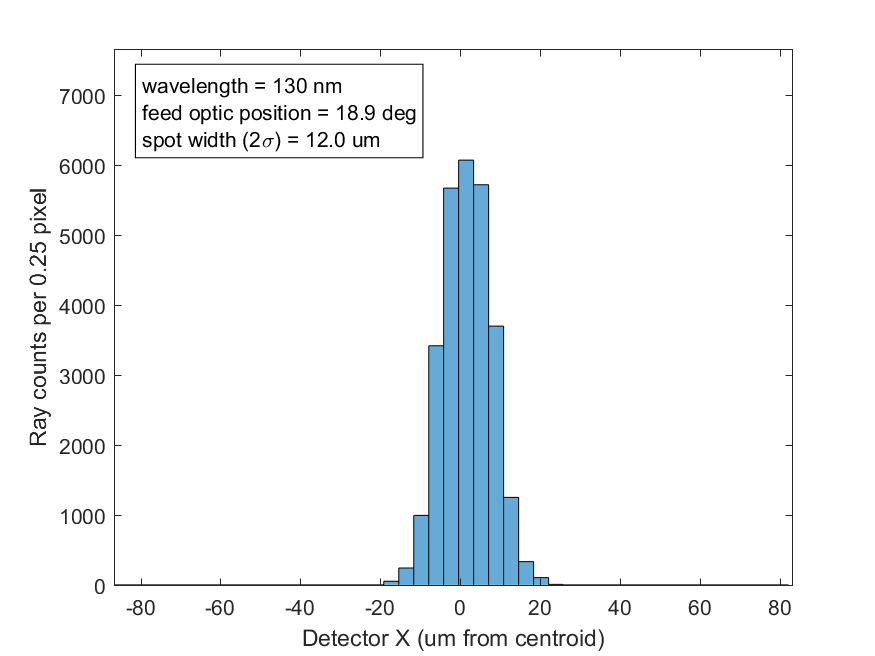 wavelength = 130 nm
feed optic position = 18.9 deg
spot width (2σ) = 12.0 um
7000
6000
5000
4000
3000
2000
1000
0
Ray counts per 0.25 pixel
-80 -60 -40 -20 0 20 40 60 80
Detector X (um from centroid)